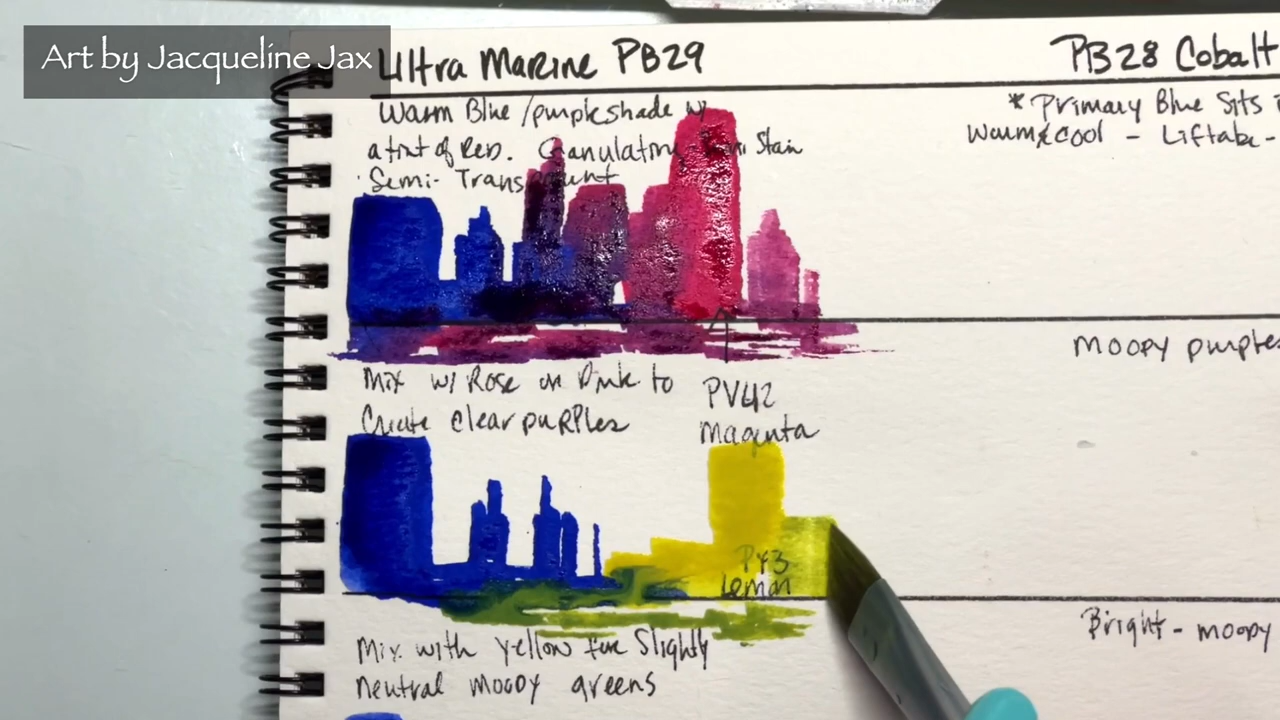 Art by Jacqueline Jax
Ultra Marine PB29
Warm Blue /purple shade w/
a tint of Red. Granulating - Stain
Semi-Transparent
Mix w/ Rose or Pink to
Create clear purples
PV42
Magenta
PY3
Lemon
Mix with yellow for Slightly
neutral moody greens
PB28 Cobalt
* Primary Blue Sits
Warm & Cool - Liftabe -
Moody purples
Bright - moody